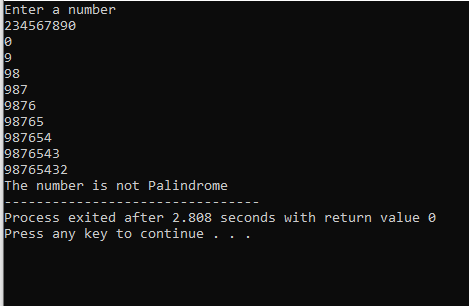 Enter a number
234567890
0
9
98
987
9876
98765
987654
9876543
98765432
The number is not Palindrome
--------------------------------
Process exited after 2.808 seconds with return value 0
Press any key to continue . . .